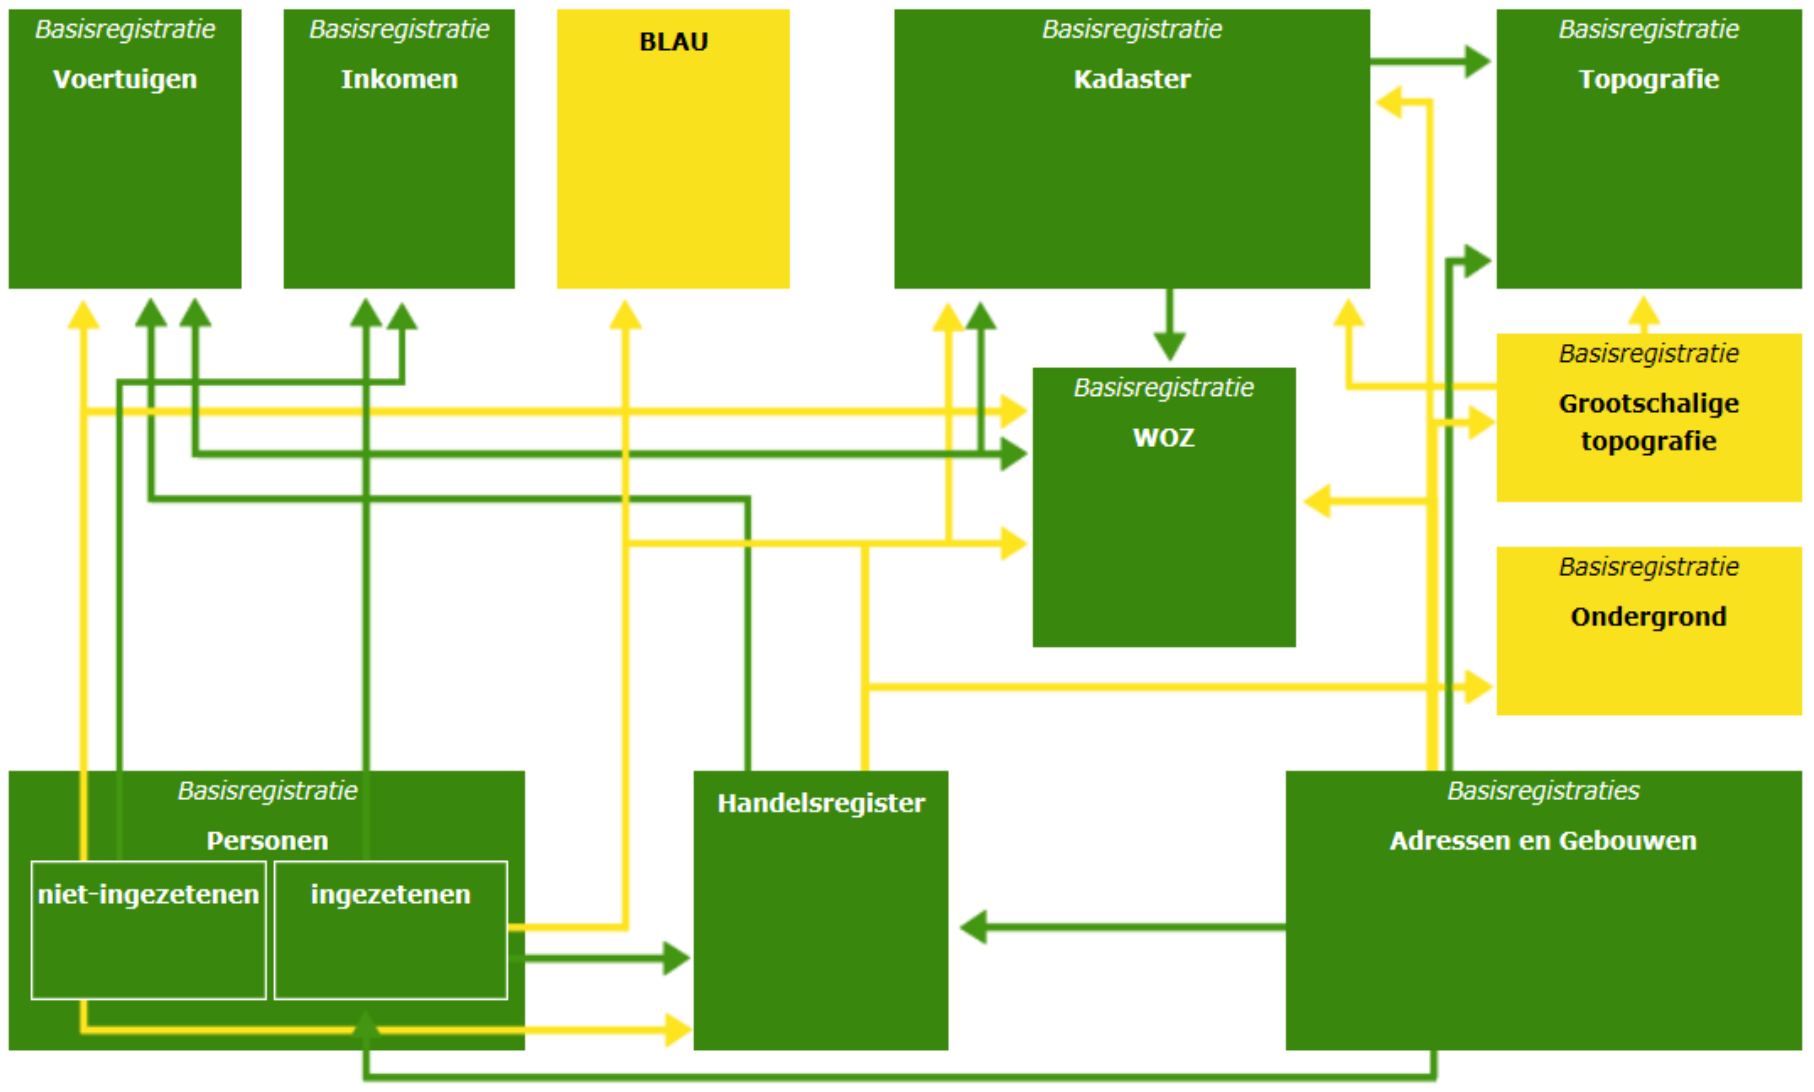 Basisregistratie
Voertuigen
Basisregistratie
Inkomen
BLAU
Basisregistratie
Kadaster
Basisregistratie
Topografie
Basisregistratie
Grootschalige
topografie
Basisregistratie
WOZ
Basisregistratie
Ondergrond
Basisregistratie
Personen
niet-ingezetenen
ingezetenen
Handelsregister
Basisregistraties
Adressen en Gebouwen